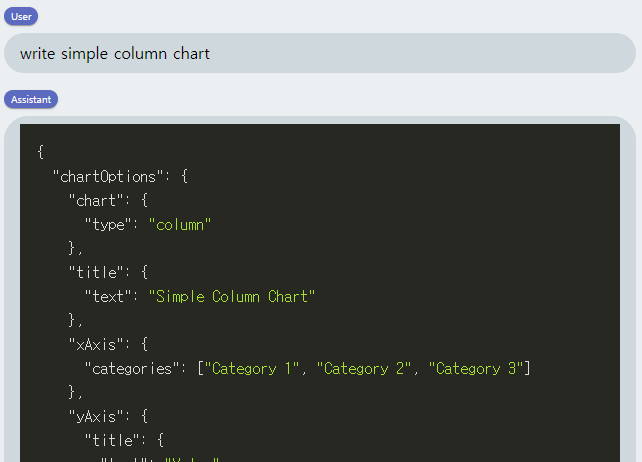 User
write simple column chart
Assistant
{
"chartOptions": {
"chart": {
"type": "column"
},
"title": {
"text": "Simple Column Chart"
},
"xAxis": {
"categories": ["Category 1", "Category 2", "Category 3"]
},
"yAxis": {
"title": {